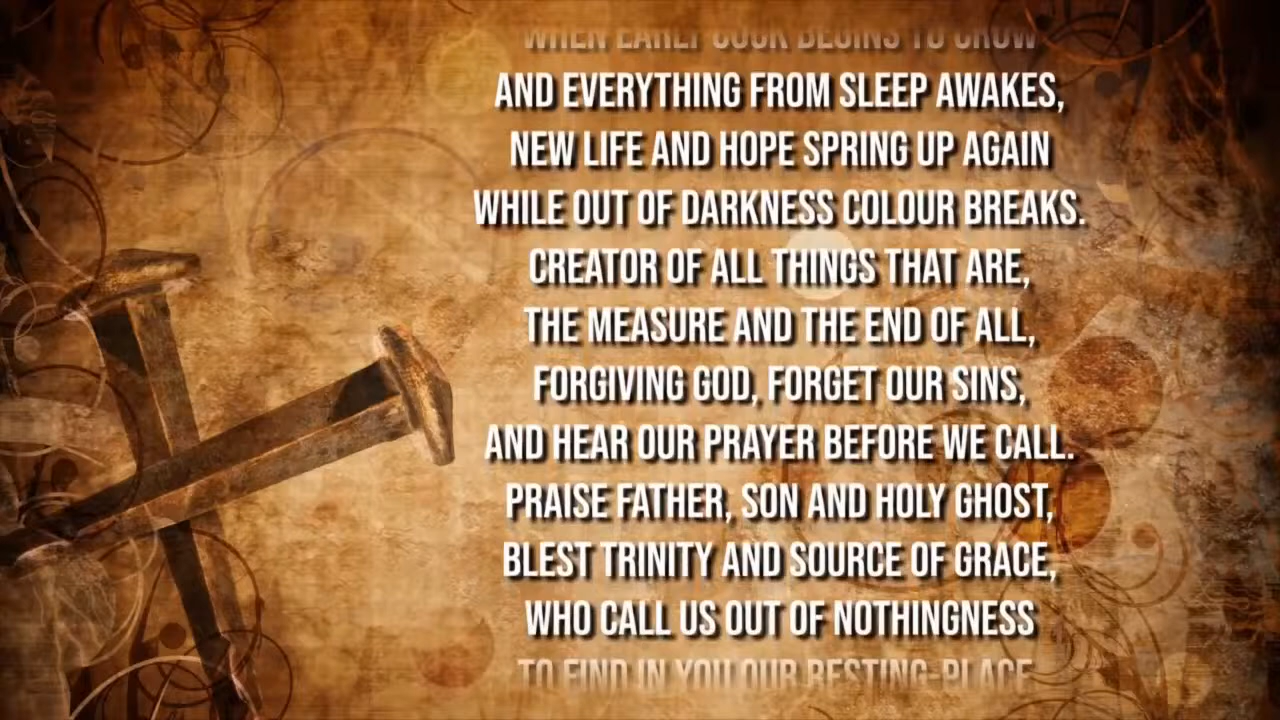 WHEN EARLY COCK BEGINS TO CROW
AND EVERYTHING FROM SLEEP AWAKES,
NEW LIFE AND HOPE SPRING UP AGAIN
WHILE OUT OF DARKNESS COLOUR BREAKS.
CREATOR OF ALL THINGS THAT ARE,
THE MEASURE AND THE END OF ALL,
FORGIVING GOD, FORGET OUR SINS,
AND HEAR OUR PRAYER BEFORE WE CALL.
PRAISE FATHER, SON AND HOLY GHOST,
BLEST TRINITY AND SOURCE OF GRACE,
WHO CALL US OUT OF NOTHINGNESS
TO FIND IN YOU OUR RESTING-PLACE